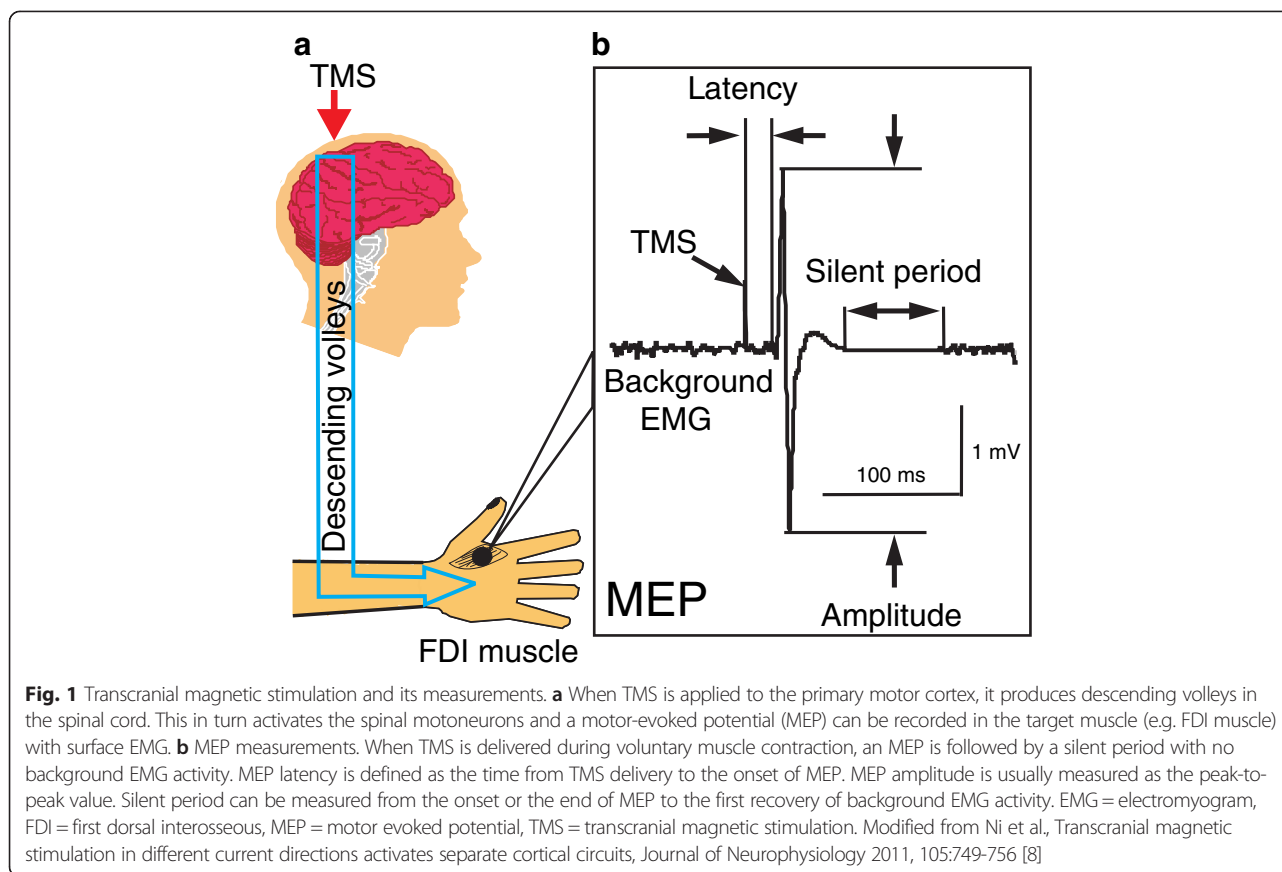 a
TMS
Descending volleys
FDI muscle
b
Latency
TMS
Silent period
Background
EMG
1 mV
100 ms
MEP
Amplitude
Fig. 1 Transcranial magnetic stimulation and its measurements. a When TMS is applied to the primary motor cortex, it produces descending volleys in
the spinal cord. This in turn activates the spinal motoneurons and a motor-evoked potential (MEP) can be recorded in the target muscle (e.g. FDI muscle)
with surface EMG. b MEP measurements. When TMS is delivered during voluntary muscle contraction, an MEP is followed by a silent period with no
background EMG activity. MEP latency is defined as the time from TMS delivery to the onset of MEP. MEP amplitude is usually measured as the peak-to-
peak value. Silent period can be measured from the onset or the end of MEP to the first recovery of background EMG activity. EMG = electromyogram,
FDI = first dorsal interosseous, MEP = motor evoked potential, TMS = transcranial magnetic stimulation. Modified from Ni et al., Transcranial magnetic
stimulation in different current directions activates separate cortical circuits, Journal of Neurophysiology 2011, 105:749-756 [8]